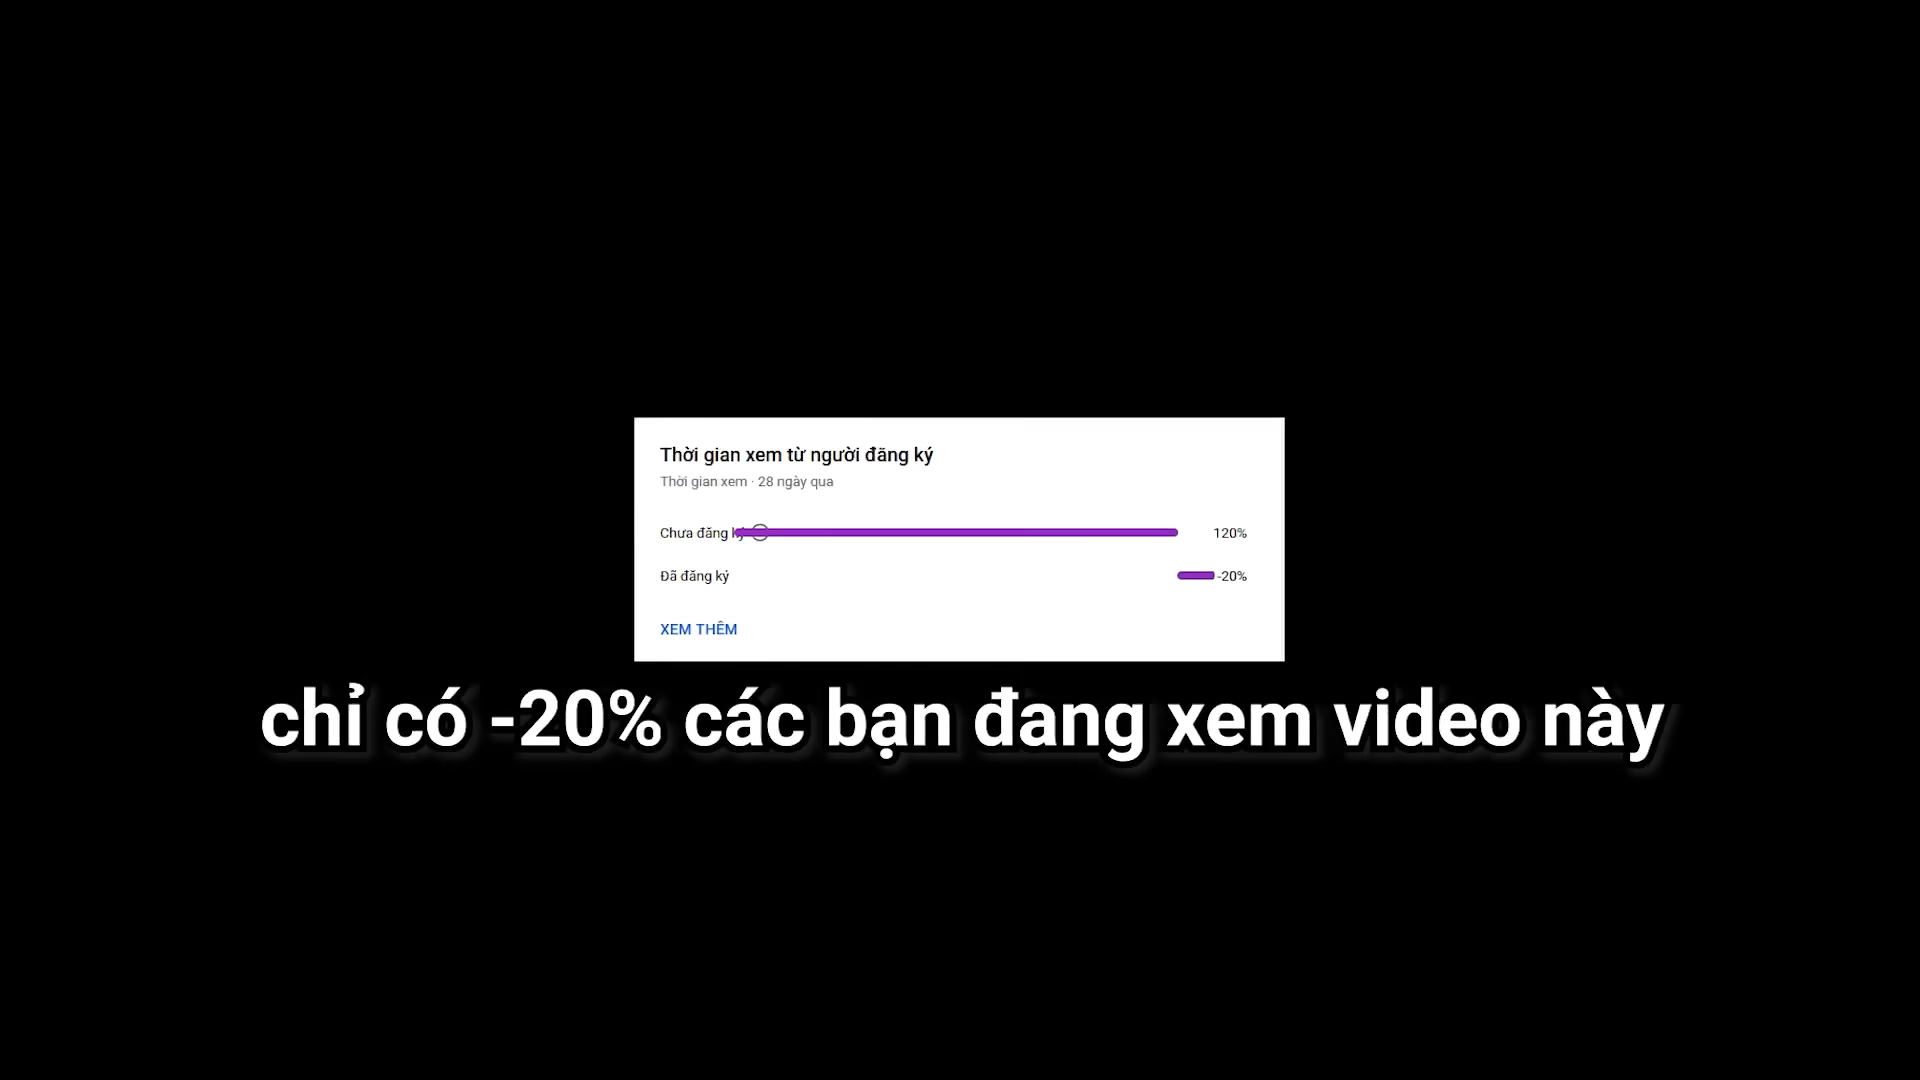 Thời gian xem từ người đăng ký
Thời gian xem · 28 ngày qua
Chưa đăng ký 120%
Đã đăng ký -20%
XEM THÊM
chỉ có -20% các bạn đang xem video này